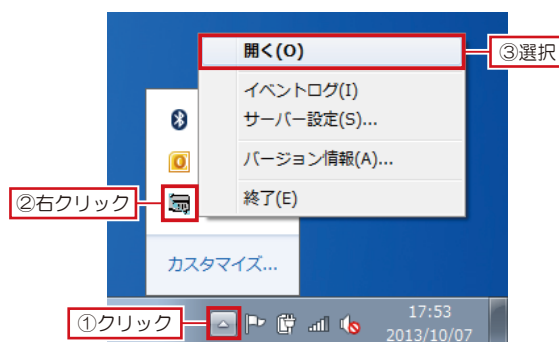 開く(O)
③選択
イベントログ(I)
サーバー設定(S)...
バージョン情報(A)...
②右クリック
終了(E)
カスタマイズ...
①クリック
17:53
2013/10/07